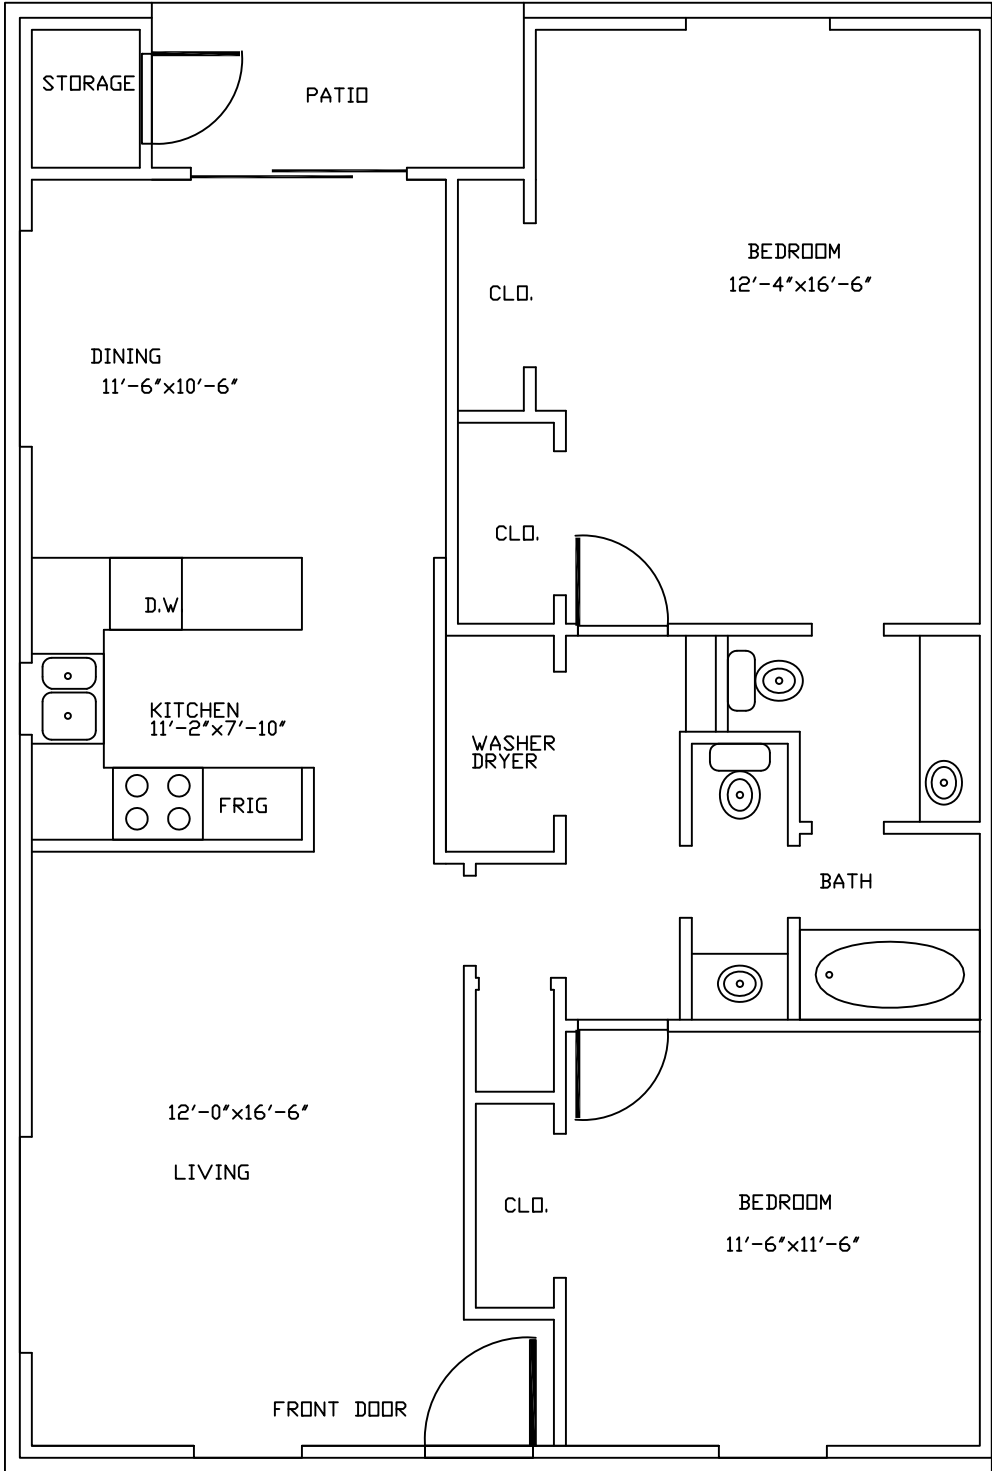 STORAGE
PATIO
BEDROOM
12'-4"x16'-6"
CLO.
DINING
11'-6"x10'-6"
CLO.
D.W
KITCHEN
11'-2"x7'-10"
WASHER
DRYER
FRIG
BATH
12'-0"x16'-6"
LIVING
CLO.
BEDROOM
11'-6"x11'-6"
FRONT DOOR